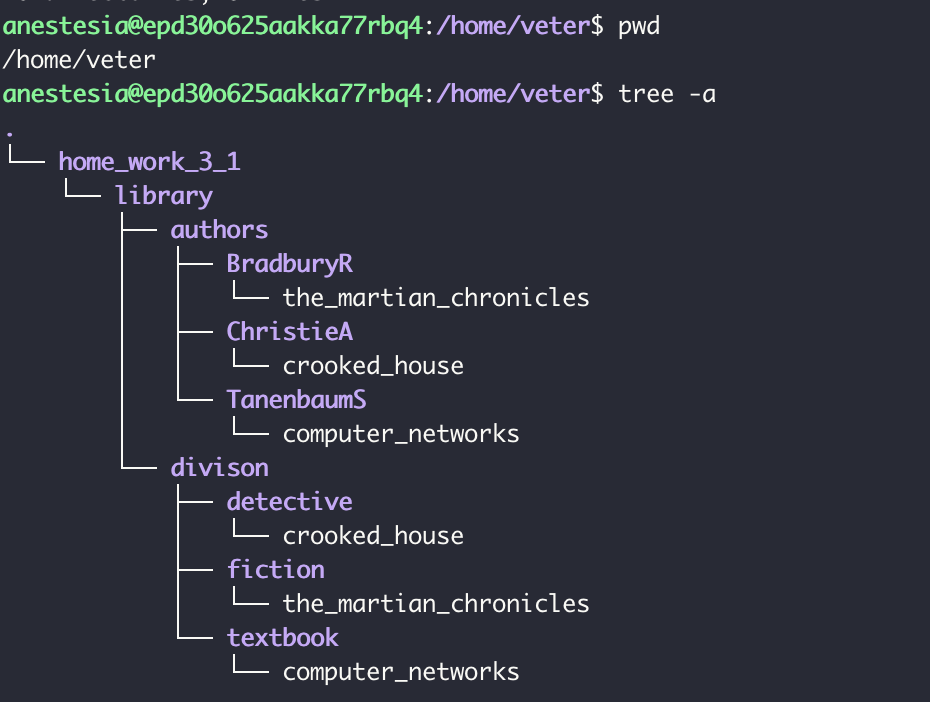 anestesia@epd30o625aakka77rbq4:/home/veter$ pwd
/home/veter
anestesia@epd30o625aakka77rbq4:/home/veter$ tree -a
.
└── home_work_3_1
    └── library
        ├── authors
        │   ├── BradburyR
        │   │   └── the_martian_chronicles
        │   ├── ChristieA
        │   │   └── crooked_house
        │   └── TanenbaumS
        │       └── computer_networks
        └── divison
            ├── detective
            │   └── crooked_house
            ├── fiction
            │   └── the_martian_chronicles
            └── textbook
                └── computer_networks